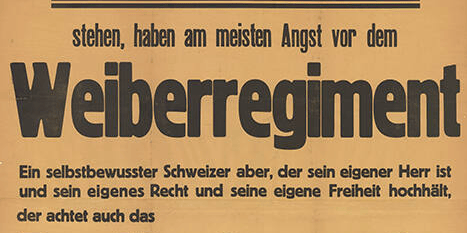 stehen, haben am meisten Angst vor dem
Weiberregiment
Ein selbstbewusster Schweizer aber, der sein eigener Herr ist
und sein eigenes Recht und seine eigene Freiheit hochhält,
der achtet auch das